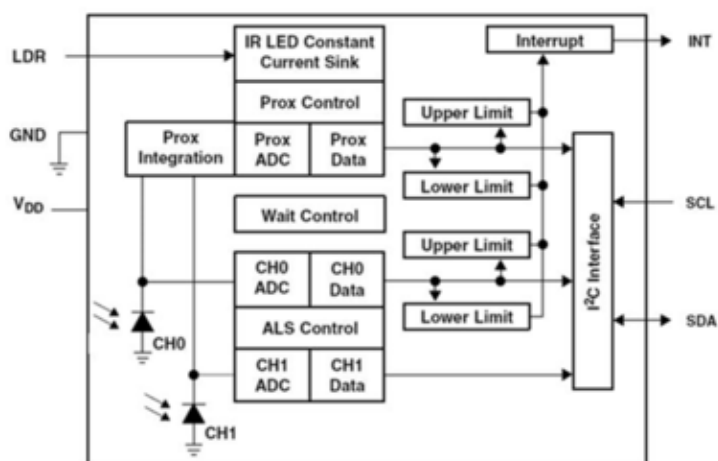 IR LED Constant
Current Sink
Interrupt
INT
LDR
Prox Control
Upper Limit
GND
Prox
Integration
Prox
ADC
Prox
Data
Lower Limit
VDD
Wait Control
SCL
Upper Limit
CH0
ADC
CH0
Data
I²C Interface
Lower Limit
SDA
ALS Control
CH0
CH1
ADC
CH1
Data
CH1